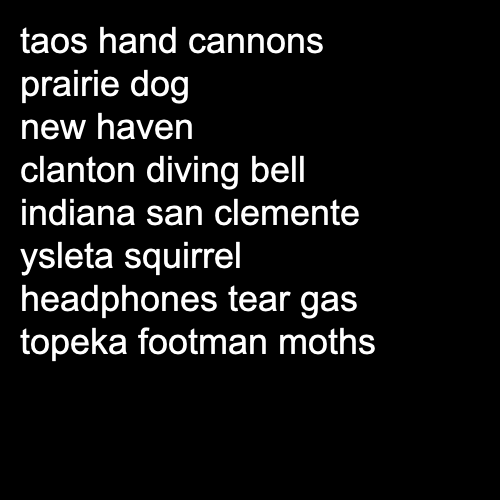 taos hand cannons
prairie dog
new haven
clanton diving bell
indiana san clemente
ysleta squirrel
headphones tear gas
topeka footman moths